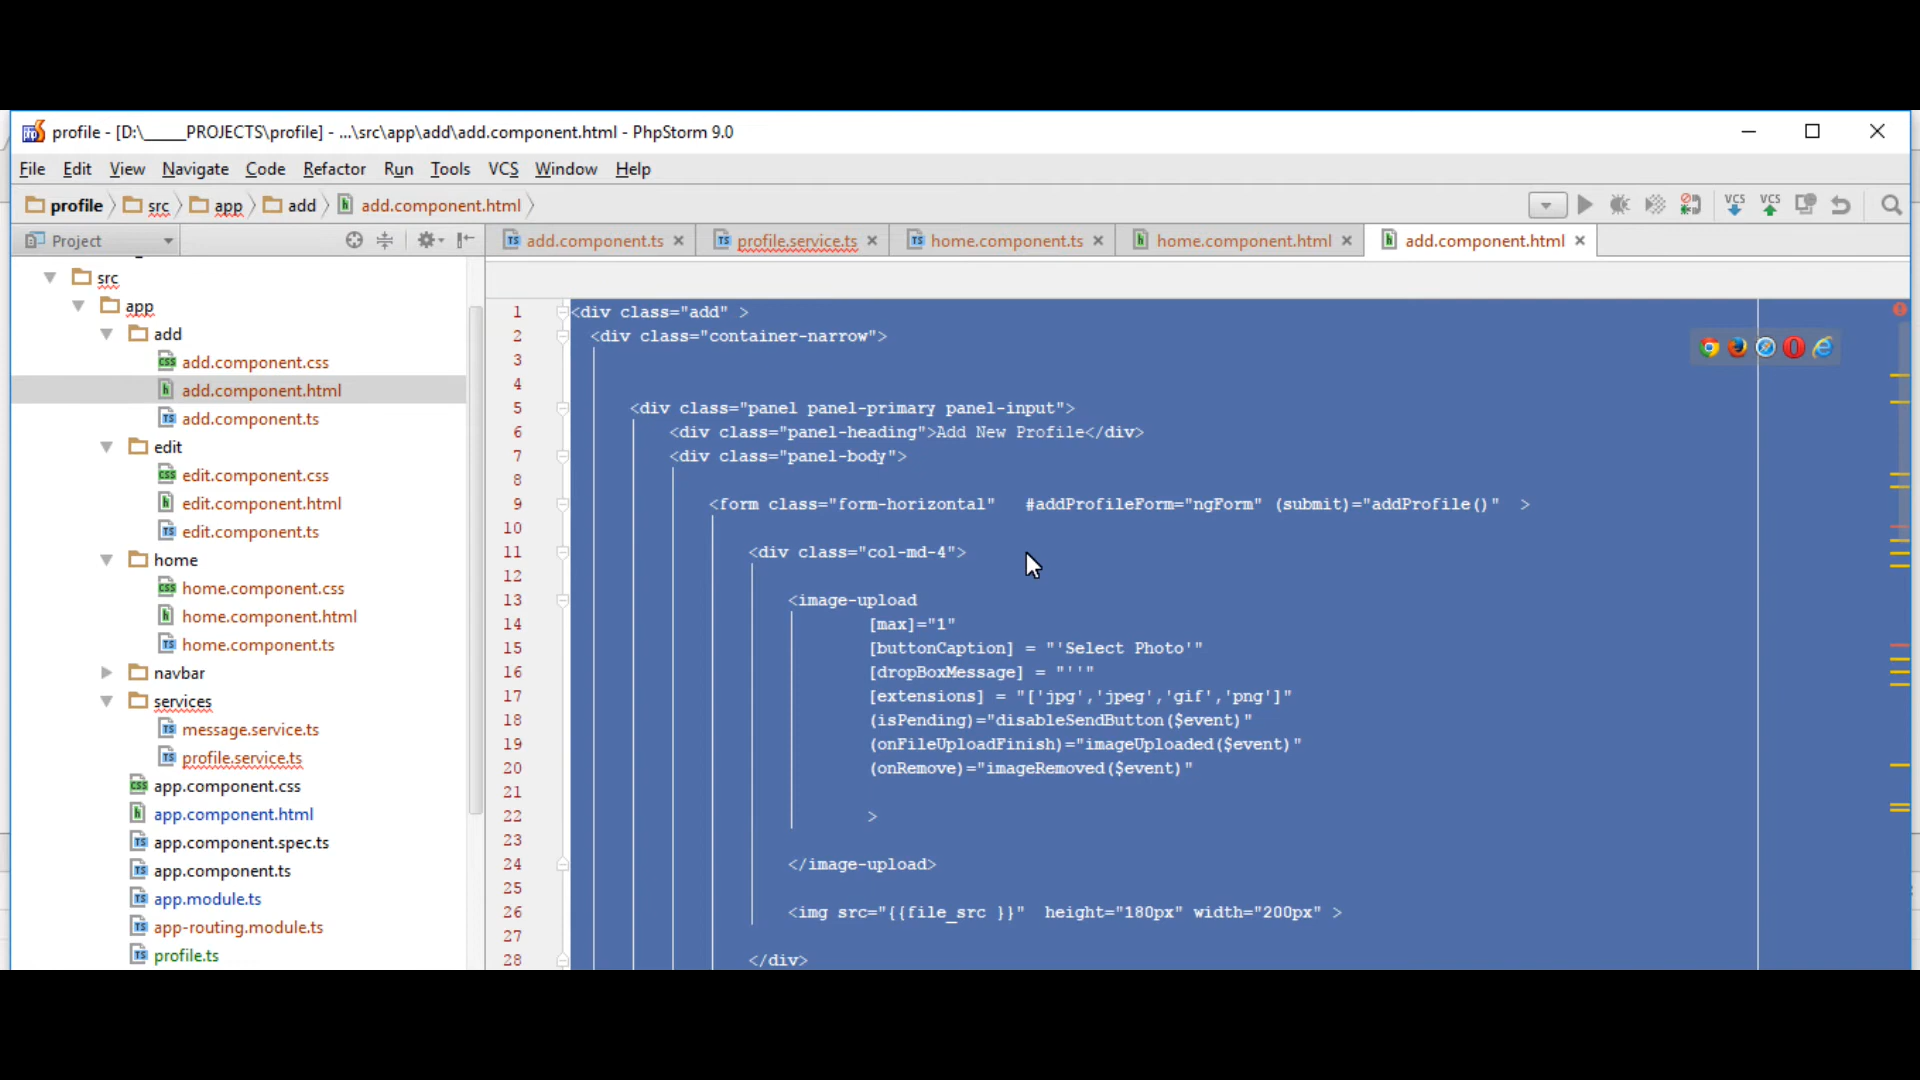 profile - [D:\_____PROJECTS\profile] - ...\src\app\add\add.component.html - PhpStorm 9.0
File Edit View Navigate Code Refactor Run Tools VCS Window Help
profile src app add add.component.html
VCS VCS
Project
add.component.ts profile.service.ts home.component.ts home.component.html add.component.html
src
app
add
add.component.css
add.component.html
add.component.ts
edit
edit.component.css
edit.component.html
edit.component.ts
home
home.component.css
home.component.html
home.component.ts
navbar
services
message.service.ts
profile.service.ts
app.component.css
app.component.html
app.component.spec.ts
app.component.ts
app.module.ts
app-routing.module.ts
profile.ts
1 <div class="add" >
2 <div class="container-narrow">
3
4
5 <div class="panel panel-primary panel-input">
6 <div class="panel-heading">Add New Profile</div>
7 <div class="panel-body">
8
9 <form class="form-horizontal" #addProfileForm="ngForm" (submit)="addProfile()" >
10
11 <div class="col-md-4">
12
13 <image-upload
14 [max]="1"
15 [buttonCaption] = "'Select Photo'"
16 [dropBoxMessage] = "''"
17 [extensions] = "['jpg','jpeg','gif','png']"
18 (isPending)="disableSendButton($event)"
19 (onFileUploadFinish)="imageUploaded($event)"
20 (onRemove)="imageRemoved($event)"
21
22 >
23
24 </image-upload>
25
26 <img src="{{file_src }}" height="180px" width="200px" >
27
28 </div>